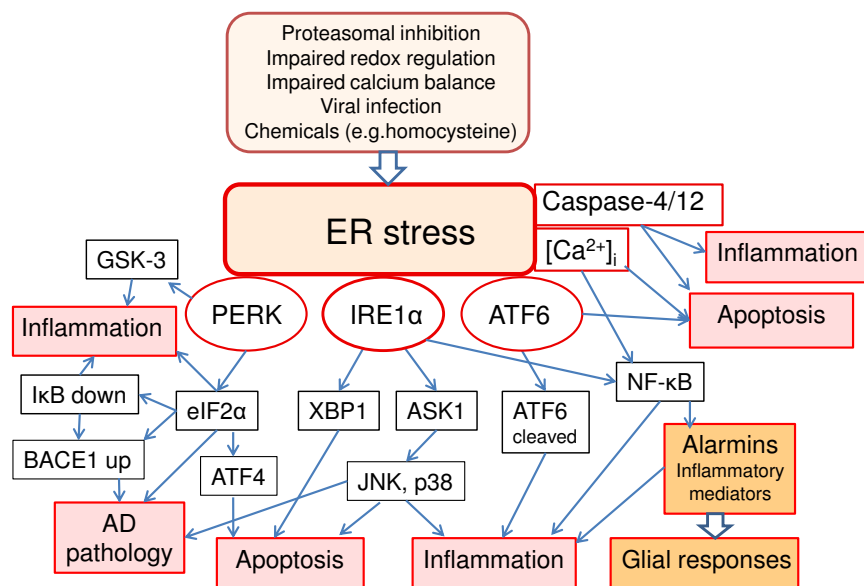 Proteasomal inhibition
Impaired redox regulation
Impaired calcium balance
Viral infection
Chemicals (e.g.homocysteine)
ER stress
Caspase-4/12
[Ca²⁺]ᵢ
Inflammation
GSK-3
PERK
IRE1α
ATF6
Apoptosis
Inflammation
IκB down
eIF2α
XBP1
ASK1
ATF6
cleaved
NF-κB
BACE1 up
ATF4
JNK, p38
Alarmins
Inflammatory
mediators
AD
pathology
Apoptosis
Inflammation
Glial responses